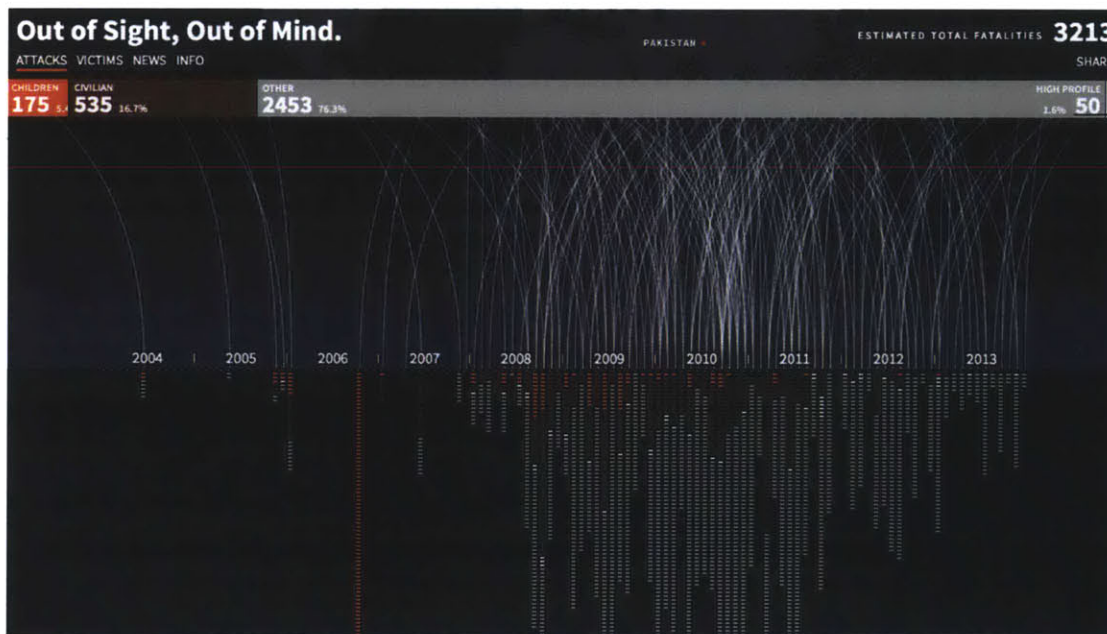 Out of Sight, Out of Mind.
PAKISTAN
ESTIMATED TOTAL FATALITIES 3213
ATTACKS VICTIMS NEWS INFO
SHAR
CHILDREN CIVILIAN OTHER HIGH PROFILE
175 5. 535 16.7% 2453 76.3% 1.6% 50
2004 2005 2006 2007 2008 2009 2010 2011 2012 2013